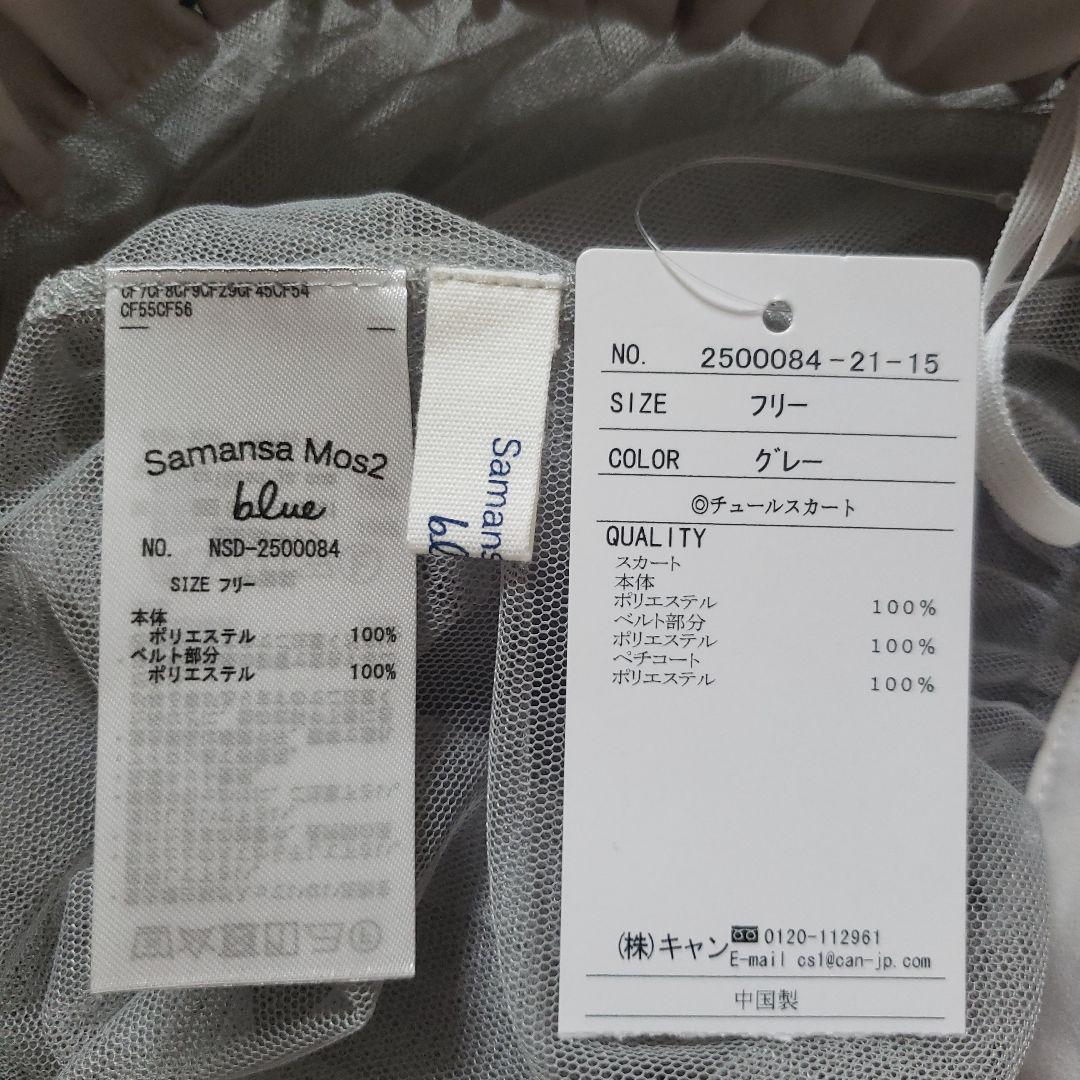 CF7CF8CF9CFZ9CF45CF54
CF55CF56
Samansa Mos2
blue
NO. NSD-2500084
SIZE フリー
本体
ポリエステル 100%
ベルト部分
ポリエステル 100%
Samans
bl
NO. 2500084-21-15
SIZE フリー
COLOR グレー
◎チュールスカート
QUALITY
スカート
本体
ポリエステル 100%
ベルト部分
ポリエステル 100%
ペチコート
ポリエステル 100%
(株)キャン 0120-112961
E-mail cs1@can-jp.com
中国製